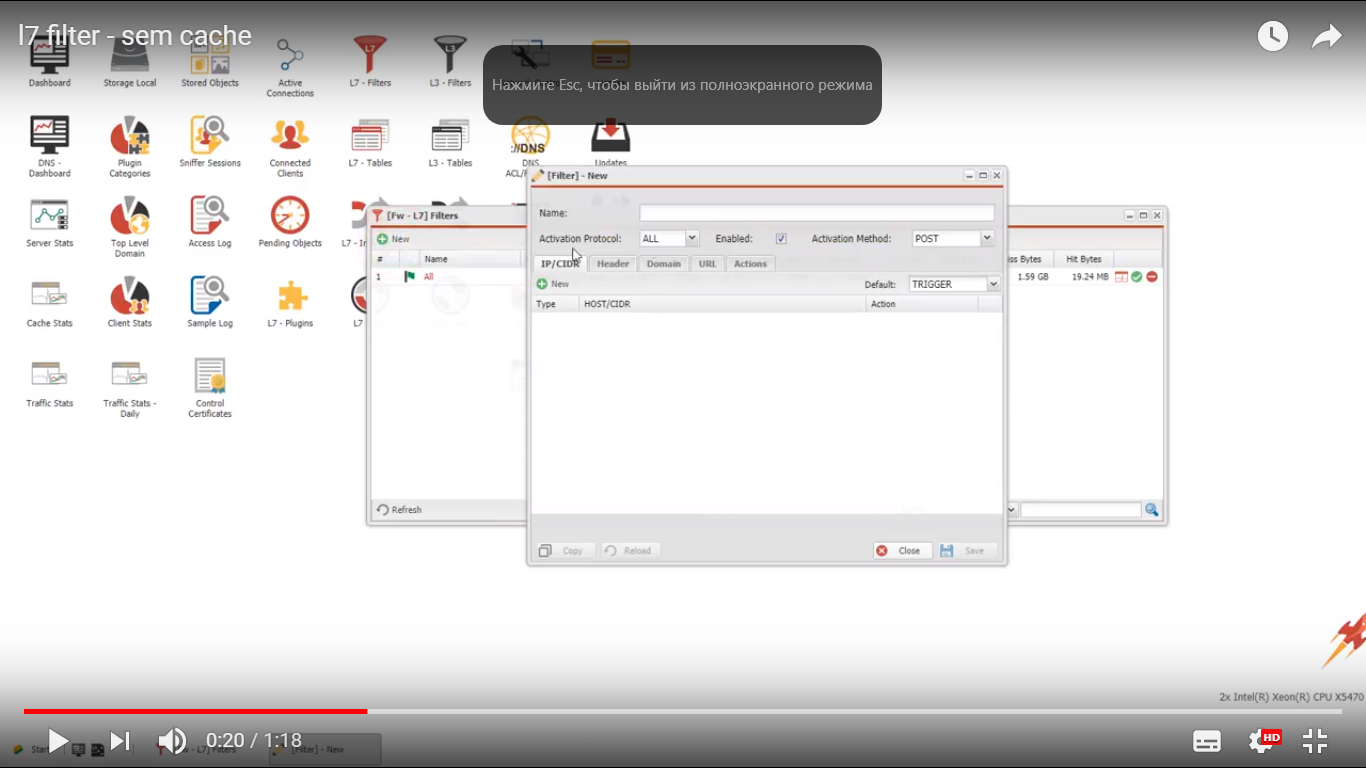 l7 filter - sem cache
Нажмите Esc, чтобы выйти из полноэкранного режима
Dashboard
Storage Local
Stored Objects
Active
Connections
L7 - Filters
L3 - Filters
DNS -
Dashboard
Plugin
Categories
Sniffer Sessions
Connected
Clients
L7 - Tables
L3 - Tables
://DNS
DNS
ACL/
Updates
Server Stats
Top Level
Domain
Access Log
Pending Objects
Cache Stats
Client Stats
Sample Log
L7 - Plugins
L7
Traffic Stats
Traffic Stats -
Daily
Control
Certificates
[Fw - L7] Filters
New
# Name
1 All
Refresh
Hit Bytes
1.59 GB 19.24 MB
[Filter] - New
Name:
Activation Protocol: ALL Enabled: Activation Method: POST
IP/CIDR Header Domain URL Actions
New Default: TRIGGER
Type HOST/CIDR Action
Copy Reload Close Save
2x Intel(R) Xeon(R) CPU X5470
0:20 / 1:18
HD
[Filter] - New